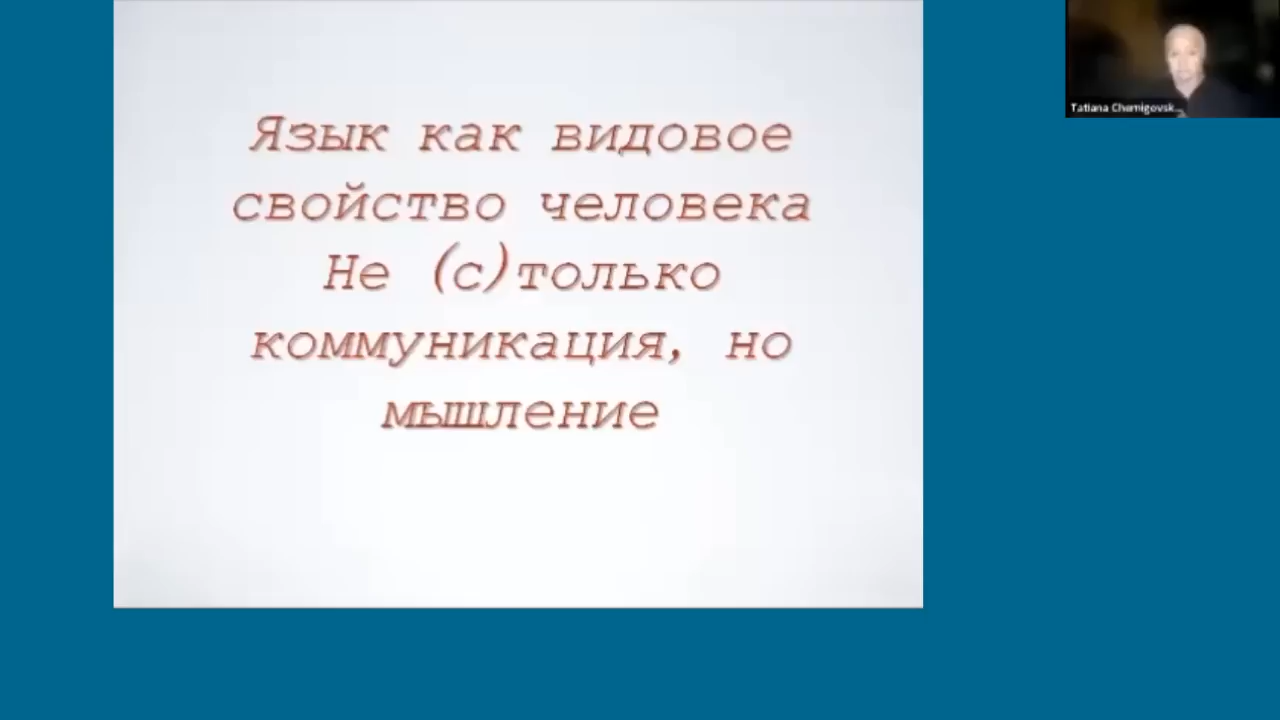 Язык как видовое
свойство человека
Не (с)только
коммуникация, но
мышление
Tatiana Chernigovsk...